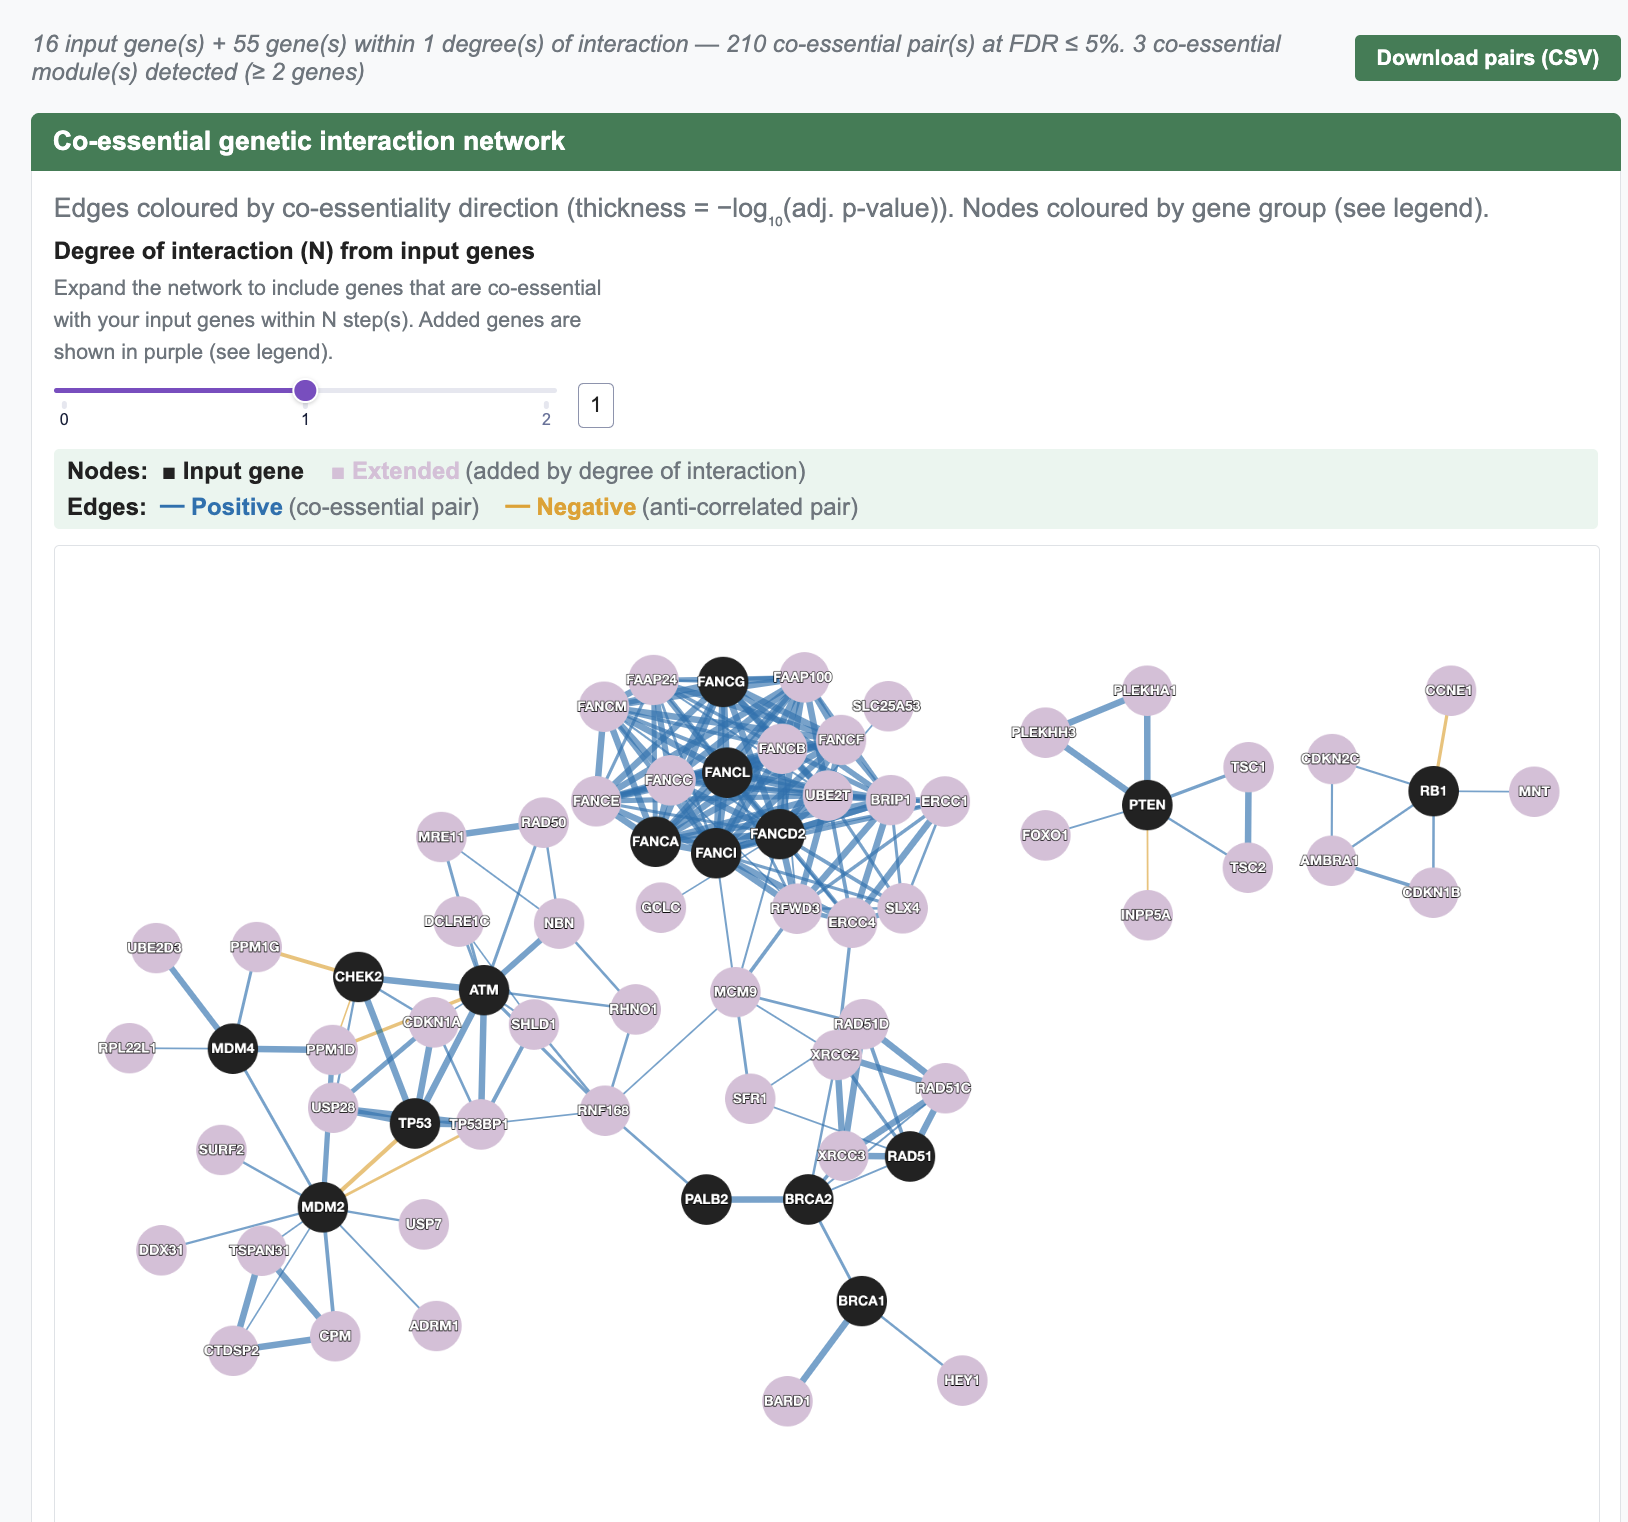 16 input gene(s) + 55 gene(s) within 1 degree(s) of interaction — 210 co-essential pair(s) at FDR ≤ 5%. 3 co-essential
module(s) detected (≥ 2 genes)
Download pairs (CSV)
Co-essential genetic interaction network
Edges coloured by co-essentiality direction (thickness = −log10(adj. p-value)). Nodes coloured by gene group (see legend).
Degree of interaction (N) from input genes
Expand the network to include genes that are co-essential
with your input genes within N step(s). Added genes are
shown in purple (see legend).
0
1
2
1
Nodes: ■ Input gene ■ Extended (added by degree of interaction)
Edges: — Positive (co-essential pair) — Negative (anti-correlated pair)
FAAP24
FANCG
FAAP100
FANCM
SLC25A53
FANCB
FANCF
FANCC
FANCL
FANCE
UBE2T
BRIP1
ERCC1
FANCA
FANCI
FANCD2
MRE11
RAD50
GCLC
RFWD3
ERCC4
SLX4
DCLRE1C
NBN
UBE2D3
PPM1G
CHEK2
ATM
MCM9
RHNO1
CDKN1A
SHLD1
RAD51D
RPL22L1
MDM4
PPM1D
XRCC2
RAD51C
SFR1
USP28
TP53
TP53BP1
RNF168
SURF2
XRCC3
RAD51
PALB2
BRCA2
MDM2
USP7
DDX31
TSPAN31
BRCA1
ADRM1
CPM
CTDSP2
HEY1
BARD1
PLEKHA1
PLEKHH3
TSC1
PTEN
FOXO1
TSC2
INPP5A
CCNE1
CDKN2C
RB1
MNT
AMBRA1
CDKN1B